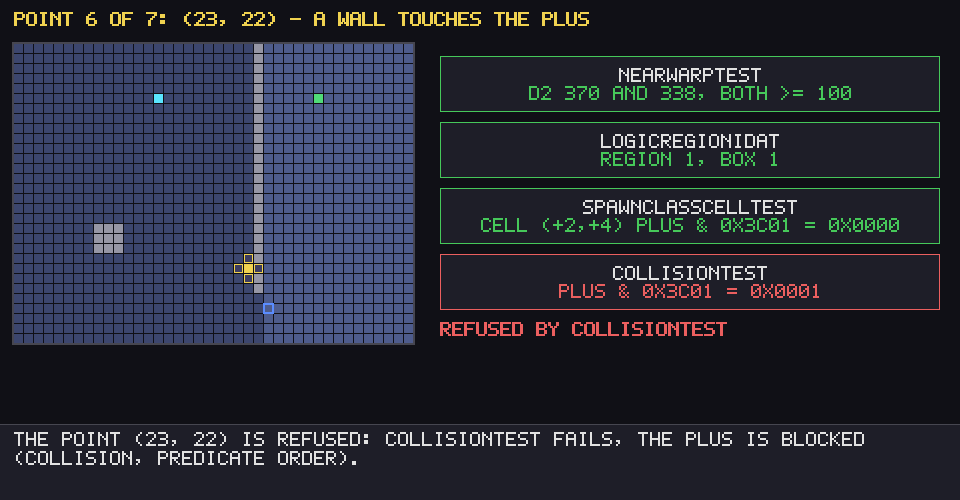 POINT 6 OF 7: (23, 22) - A WALL TOUCHES THE PLUS
NEARWARPTEST
D2 370 AND 338, BOTH >= 100
LOGICREGIONIDAT
REGION 1, BOX 1
SPAWNCLASSCELLTEST
CELL (+2,+4) PLUS & 0X3C01 = 0X0000
COLLISIONTEST
PLUS & 0X3C01 = 0X0001
REFUSED BY COLLISIONTEST
THE POINT (23, 22) IS REFUSED: COLLISIONTEST FAILS, THE PLUS IS BLOCKED
(COLLISION, PREDICATE ORDER).